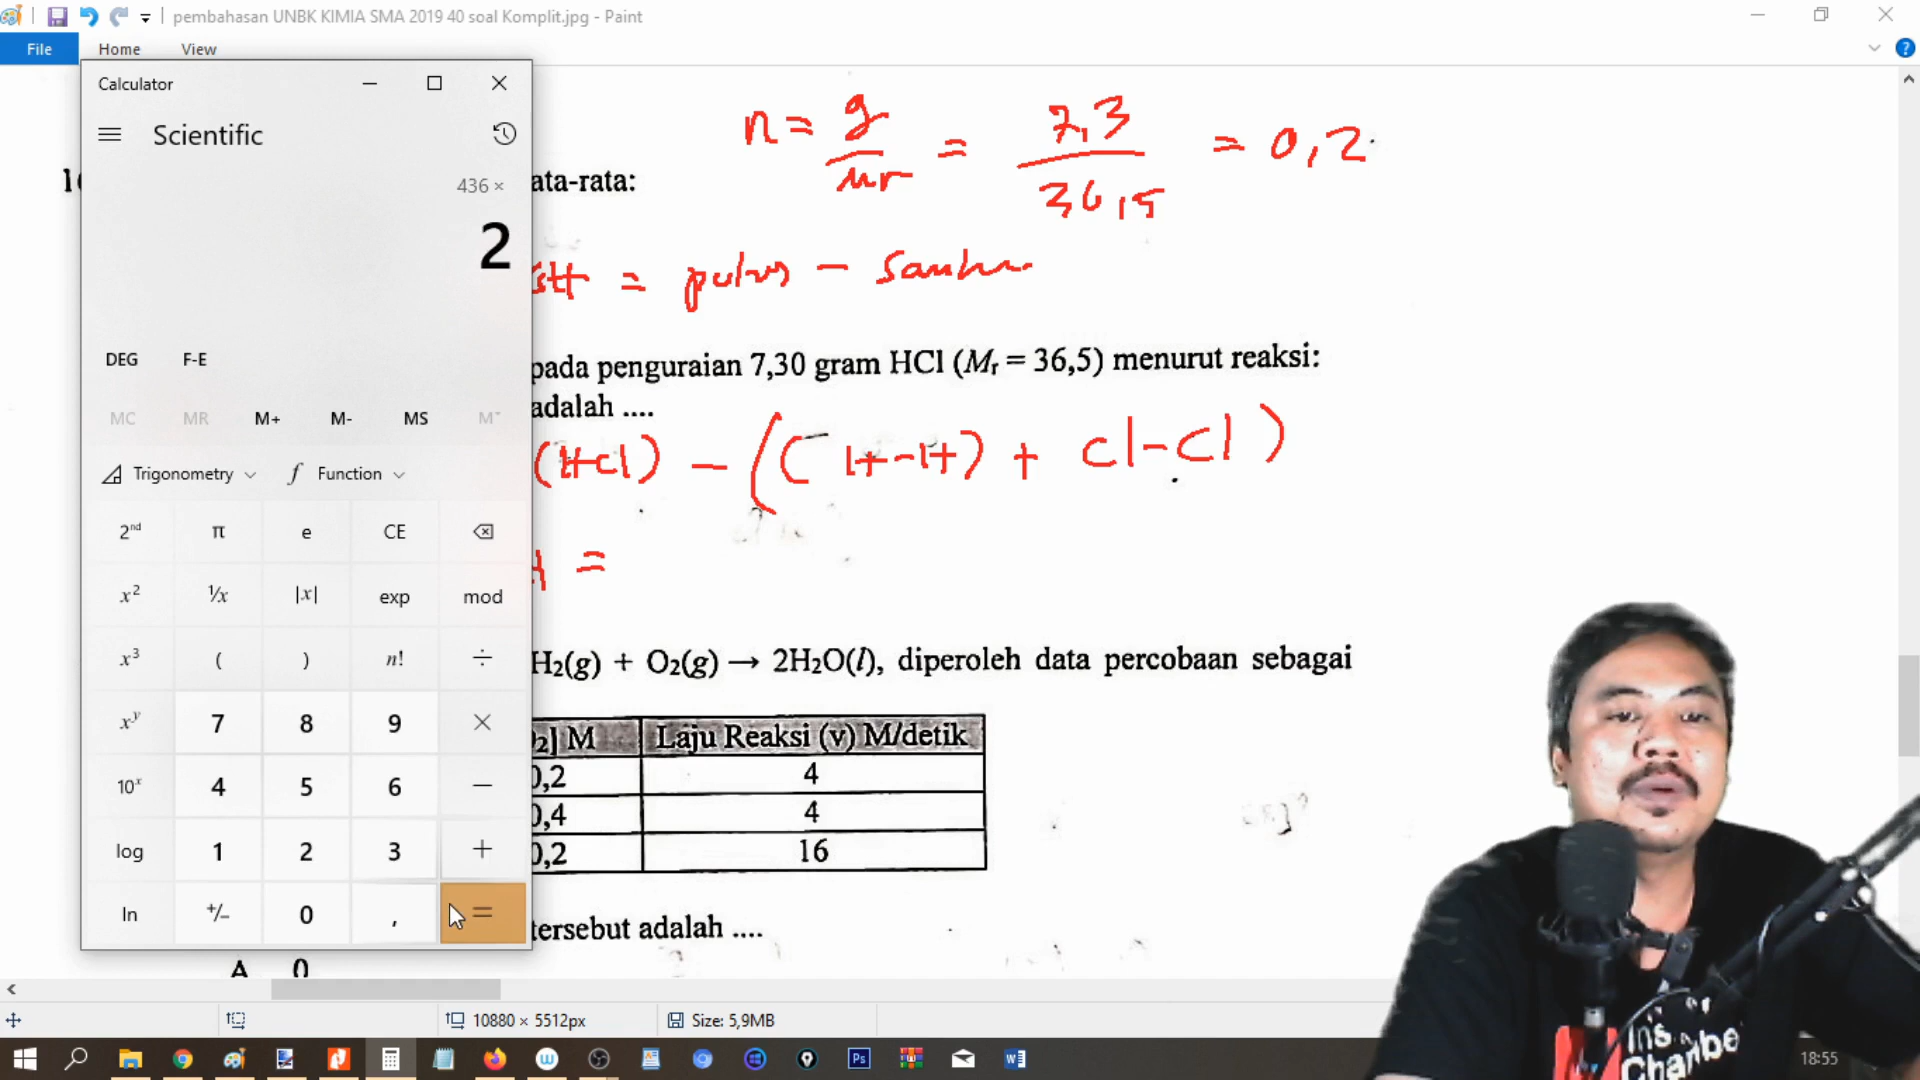 pembahasan UNBK KIMIA SMA 2019 40 soal Komplit.jpg - Paint
File Home View
Calculator
Scientific
436 ×
2
DEG F-E
MC MR M+ M- MS M˅
Trigonometry Function
2nd π e CE
x² ¹/x |x| exp mod
x³ ( ) n! ÷
xʸ 7 8 9 ×
10ˣ 4 5 6 −
log 1 2 3 +
ln +/− 0 , =
n = g/Mr = 7,3/36,5 = 0,2
ata-rata:
= putus - sambu
pada penguraian 7,30 gram HCl (Mr = 36,5) menurut reaksi:
adalah ....
(H-Cl) - ((H-H) + Cl-Cl)
=
H₂(g) + O₂(g) → 2H₂O(l), diperoleh data percobaan sebagai
₂] M Laju Reaksi (v) M/detik
0,2 4
0,4 4
0,2 16
tersebut adalah ....
A 0
10880 × 5512px Size: 5,9MB
Ins
Chambe
18:55